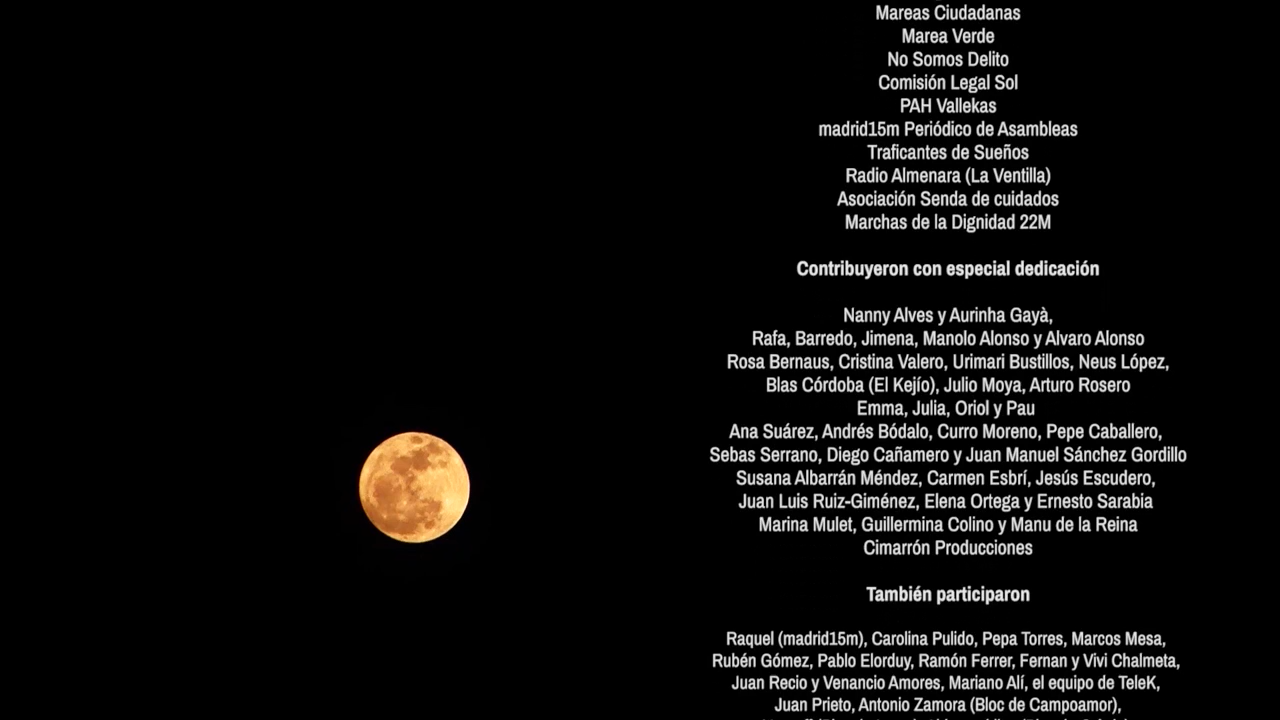 Mareas Ciudadanas
Marea Verde
No Somos Delito
Comisión Legal Sol
PAH Vallekas
madrid15m Periódico de Asambleas
Traficantes de Sueños
Radio Almenara (La Ventilla)
Asociación Senda de cuidados
Marchas de la Dignidad 22M
Contribuyeron con especial dedicación
Nanny Alves y Aurinha Gayà,
Rafa, Barredo, Jimena, Manolo Alonso y Alvaro Alonso
Rosa Bernaus, Cristina Valero, Urimari Bustillos, Neus López,
Blas Córdoba (El Kejío), Julio Moya, Arturo Rosero
Emma, Julia, Oriol y Pau
Ana Suárez, Andrés Bódalo, Curro Moreno, Pepe Caballero,
Sebas Serrano, Diego Cañamero y Juan Manuel Sánchez Gordillo
Susana Albarrán Méndez, Carmen Esbrí, Jesús Escudero,
Juan Luis Ruiz-Giménez, Elena Ortega y Ernesto Sarabia
Marina Mulet, Guillermina Colino y Manu de la Reina
Cimarrón Producciones
También participaron
Raquel (madrid15m), Carolina Pulido, Pepa Torres, Marcos Mesa,
Rubén Gómez, Pablo Elorduy, Ramón Ferrer, Fernan y Vivi Chalmeta,
Juan Recio y Venancio Amores, Mariano Alí, el equipo de TeleK,
Juan Prieto, Antonio Zamora (Bloc de Campoamor),